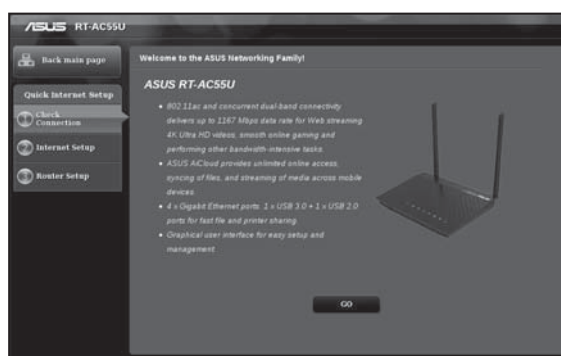 ASUS RT-AC55U
Back main page
Quick Internet Setup
1 Check
Connection
2 Internet Setup
3 Router Setup
Welcome to the ASUS Networking Family!
ASUS RT-AC55U
• 802.11ac and concurrent dual-band connectivity
delivers up to 1167 Mbps data rate for Web streaming
4K Ultra HD videos, smooth online gaming and
performing other bandwidth-intensive tasks.
• ASUS AiCloud provides unlimited online access,
syncing of files, and streaming of media across mobile
devices.
• 4 x Gigabit Ethernet ports. 1 x USB 3.0 + 1 x USB 2.0
ports for fast file and printer sharing.
• Graphical user interface for easy setup and
management
GO